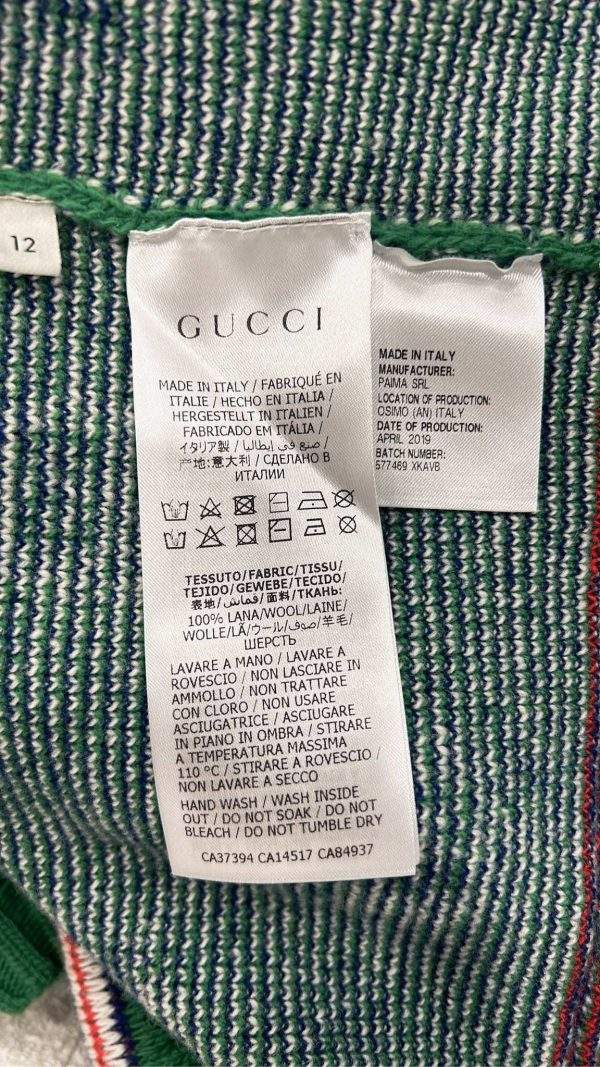 12
GUCCI
MADE IN ITALY / FABRIQUÉ EN
ITALIE / HECHO EN ITALIA /
HERGESTELLT IN ITALIEN /
FABRICADO EM ITÁLIA /
イタリア製 / صنع في إيطاليا /
产地:意大利 / СДЕЛАНО В
ИТАЛИИ
TESSUTO/FABRIC/TISSU/
TEJIDO/GEWEBE/TECIDO/
表地/قماش/面料/ТКАНЬ:
100% LANA/WOOL/LAINE/
WOLLE/LÃ/ウール/صوف/羊毛/
ШЕРСТЬ
LAVARE A MANO / LAVARE A
ROVESCIO / NON LASCIARE IN
AMMOLLO / NON TRATTARE
CON CLORO / NON USARE
ASCIUGATRICE / ASCIUGARE
IN PIANO IN OMBRA / STIRARE
A TEMPERATURA MASSIMA
110 °C / STIRARE A ROVESCIO /
NON LAVARE A SECCO
HAND WASH / WASH INSIDE
OUT / DO NOT SOAK / DO NOT
BLEACH / DO NOT TUMBLE DRY
CA37394 CA14517 CA84937
MADE IN ITALY
MANUFACTURER:
PAIMA SRL
LOCATION OF PRODUCTION:
OSIMO (AN) ITALY
DATE OF PRODUCTION:
APRIL 2019
BATCH NUMBER:
577469 XKAVB